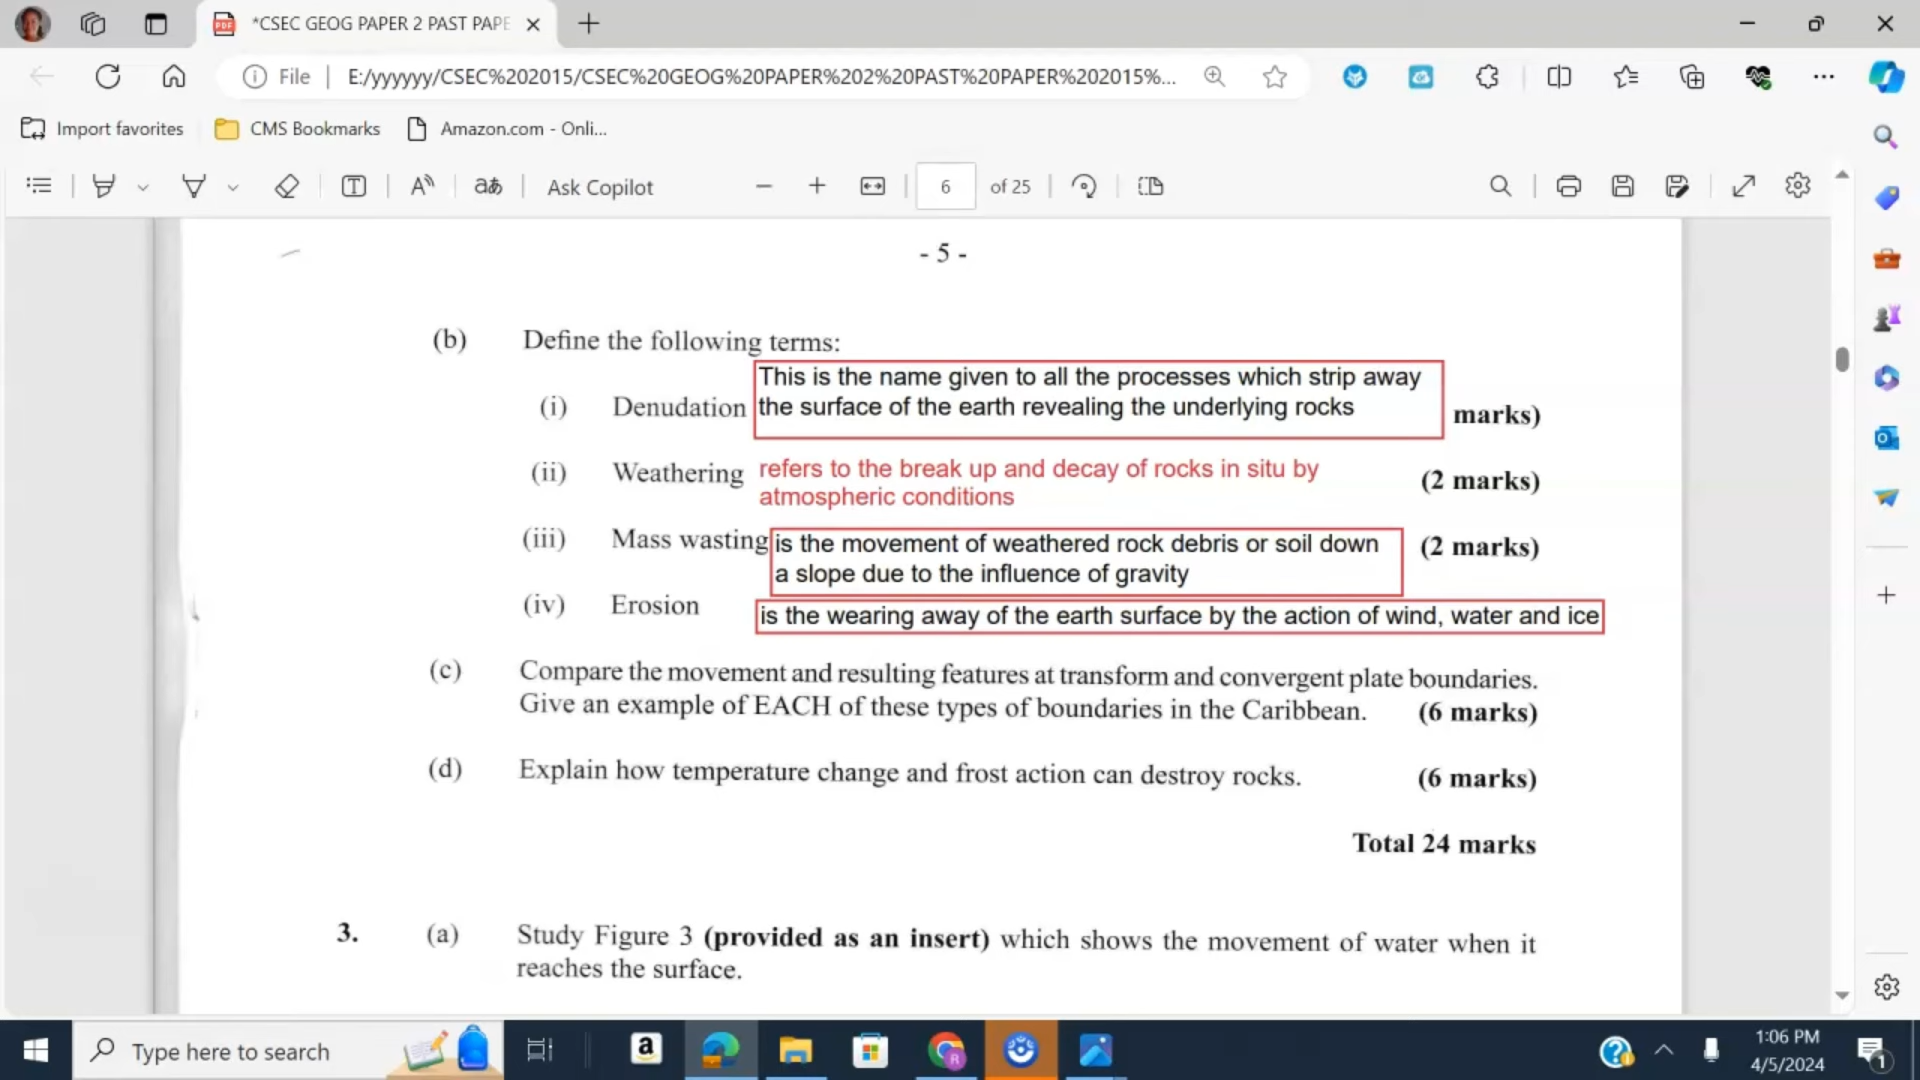 *CSEC GEOG PAPER 2 PAST PAPE
File
E:/yyyyyy/CSEC%202015/CSEC%20GEOG%20PAPER%202%20PAST%20PAPER%202015%...
Import favorites
CMS Bookmarks
Amazon.com - Onli...
Ask Copilot
6 of 25
- 5 -
(b) Define the following terms:
This is the name given to all the processes which strip away
(i) Denudation the surface of the earth revealing the underlying rocks marks)
(ii) Weathering refers to the break up and decay of rocks in situ by (2 marks)
atmospheric conditions
(iii) Mass wasting is the movement of weathered rock debris or soil down (2 marks)
a slope due to the influence of gravity
(iv) Erosion is the wearing away of the earth surface by the action of wind, water and ice
(c) Compare the movement and resulting features at transform and convergent plate boundaries.
Give an example of EACH of these types of boundaries in the Caribbean. (6 marks)
(d) Explain how temperature change and frost action can destroy rocks. (6 marks)
Total 24 marks
3. (a) Study Figure 3 (provided as an insert) which shows the movement of water when it
reaches the surface.
Type here to search
1:06 PM
4/5/2024
1